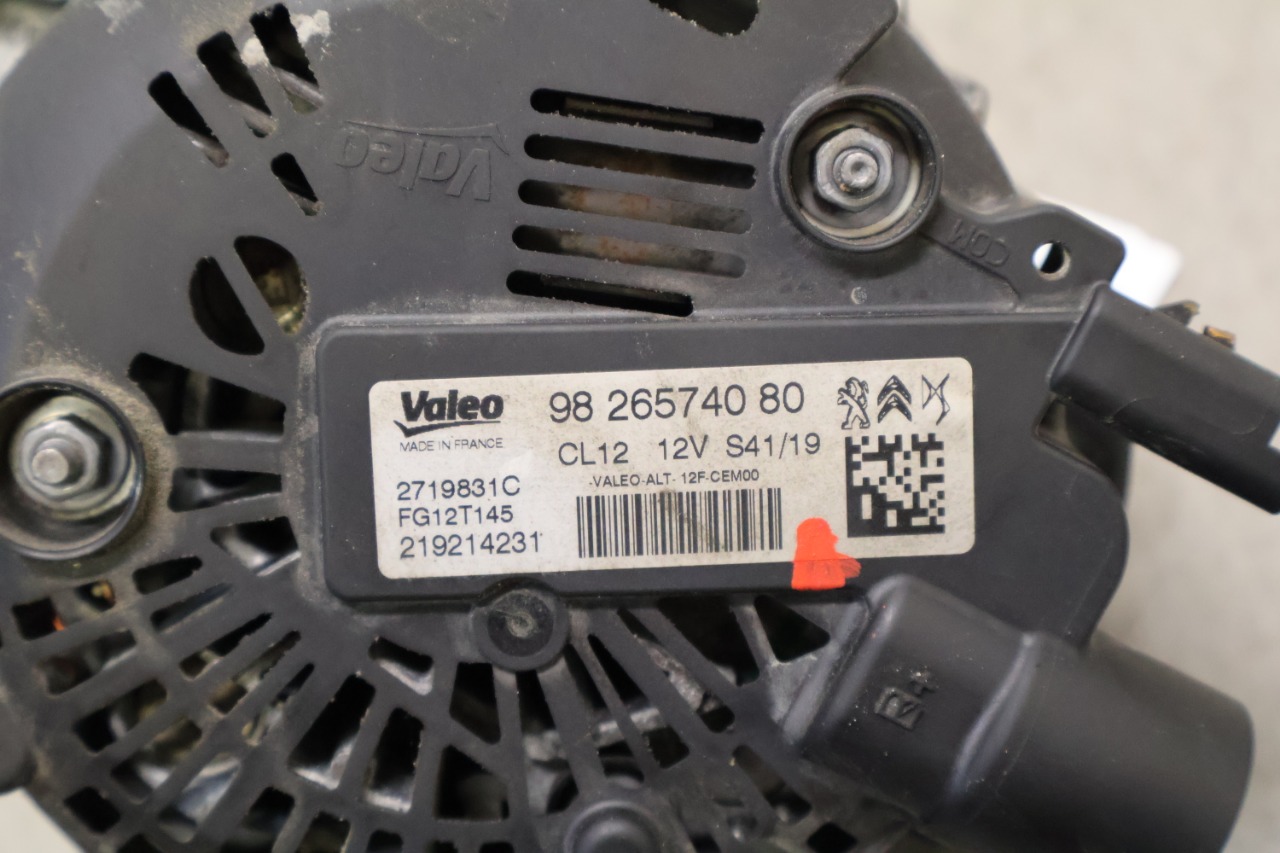 Valeo
COM
Valeo
MADE IN FRANCE
2719831C
FG12T145
219214231
98 265740 80
CL12 12V S41/19
-VALEO-ALT- 12F-CEM00
B+